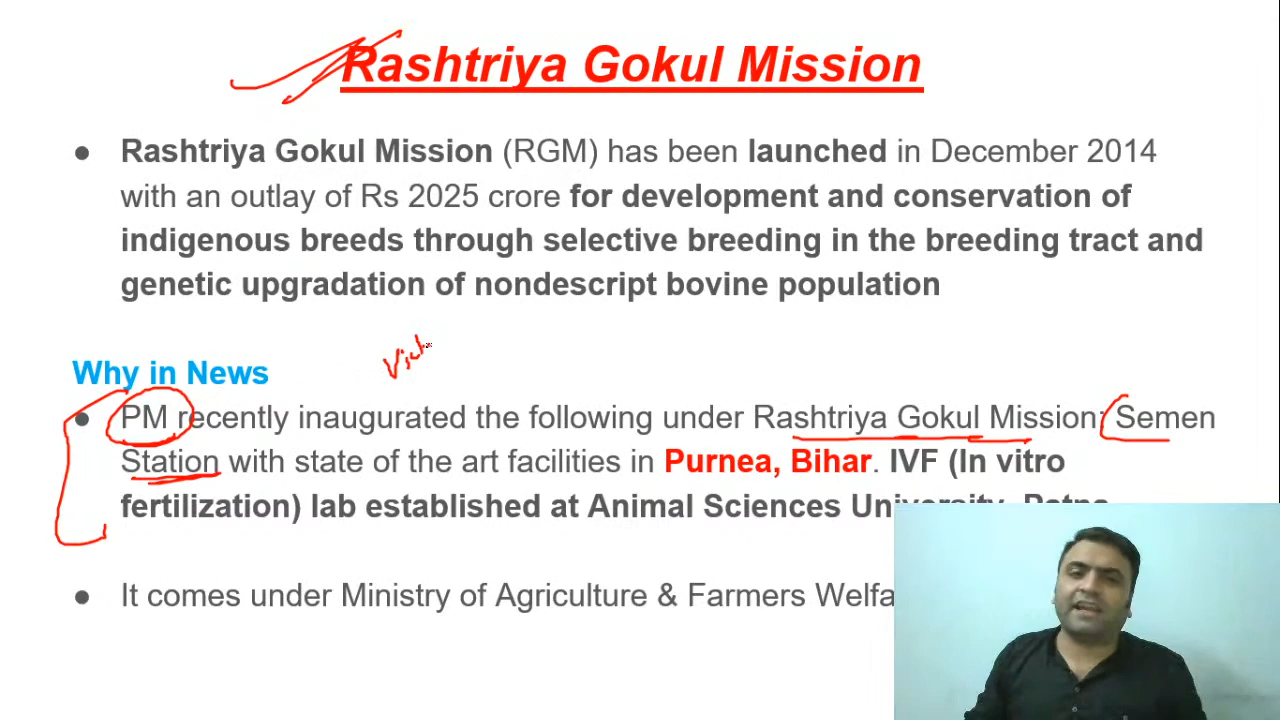 Rashtriya Gokul Mission
● Rashtriya Gokul Mission (RGM) has been launched in December 2014
with an outlay of Rs 2025 crore for development and conservation of
indigenous breeds through selective breeding in the breeding tract and
genetic upgradation of nondescript bovine population
Why in News
● PM recently inaugurated the following under Rashtriya Gokul Mission: Semen
Station with state of the art facilities in Purnea, Bihar. IVF (In vitro
fertilization) lab established at Animal Sciences University, Patna
● It comes under Ministry of Agriculture & Farmers Welfa